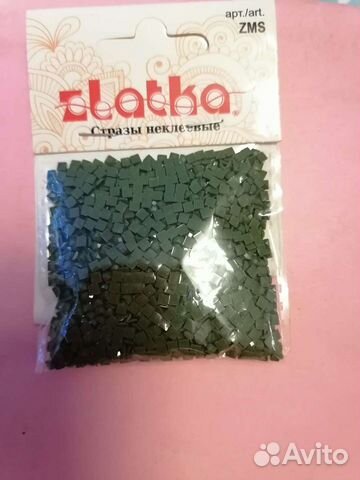 арт./art.
ZMS
zlatka
Стразы неклеевые
Avito